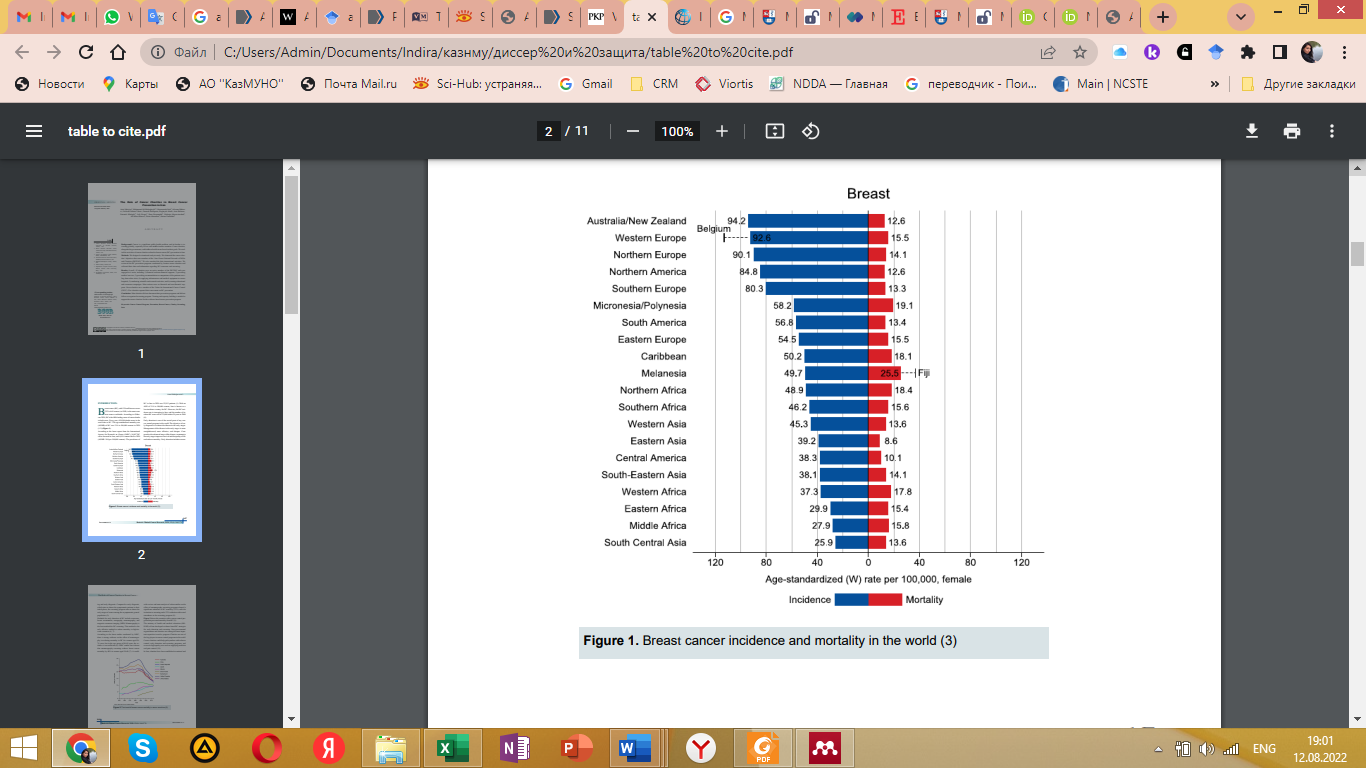 Файл C:/Users/Admin/Documents/Indira/казнму/диссер%20и%20защита/table%20to%20cite.pdf
Новости Карты АО "КазМУНО" Почта Mail.ru Sci-Hub: устраняя... Gmail CRM Viortis NDDA — Главная переводчик - Пои... Main | NCSTE » Другие закладки
table to cite.pdf 2 / 11 100%
1
2
Breast
Australia/New Zealand 94.2 12.6
Belgium
Western Europe 92.6 15.5
Northern Europe 90.1 14.1
Northern America 84.8 12.6
Southern Europe 80.3 13.3
Micronesia/Polynesia 58.2 19.1
South America 56.8 13.4
Eastern Europe 54.5 15.5
Caribbean 50.2 18.1
Melanesia 49.7 25.5 Fiji
Northern Africa 48.9 18.4
Southern Africa 46.2 15.6
Western Asia 45.3 13.6
Eastern Asia 39.2 8.6
Central America 38.3 10.1
South-Eastern Asia 38.1 14.1
Western Africa 37.3 17.8
Eastern Africa 29.9 15.4
Middle Africa 27.9 15.8
South Central Asia 25.9 13.6
120 80 40 0 40 80 120
Age-standardized (W) rate per 100,000, female
Incidence Mortality
Figure 1. Breast cancer incidence and mortality in the world (3)
ENG 19:01
12.08.2022